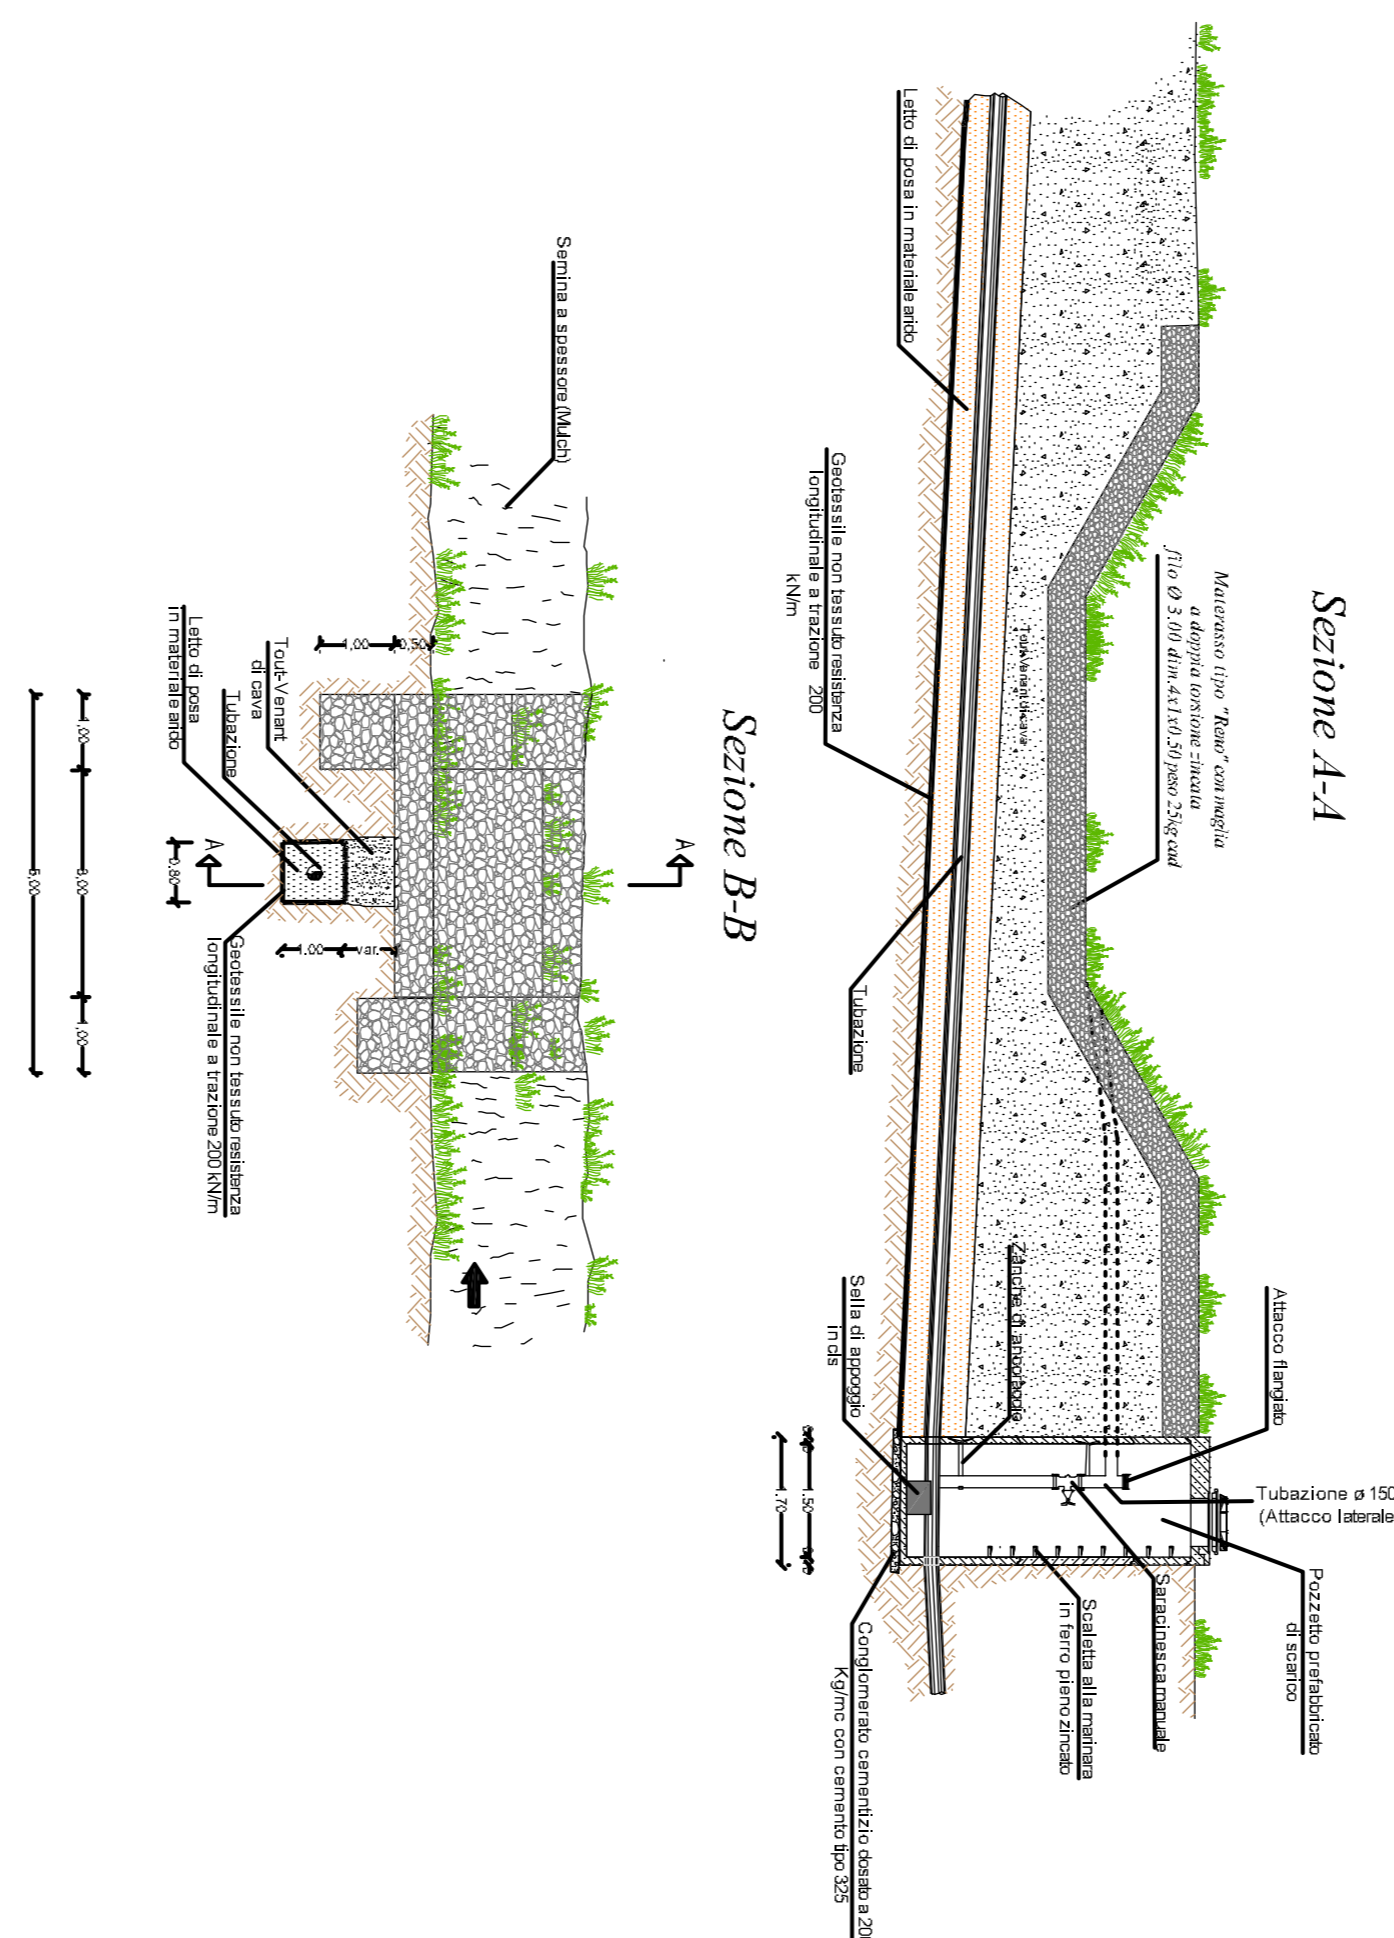 Sezione A-A
Materasso tipo "Reno" con maglia
a doppia torsione zincata
filo Ø 3.00 dim.4x1x0.50 peso 25kg cad
Letto di posa in materiale arido
Geotessile non tessuto resistenza
longitudinale a trazione 200
kN/m
Tout-Venant di cava
Tubazione
Zanche di ancoraggio
Sella di appoggio
in cls
Attacco flangiato
Tubazione ø 150
(Attacco laterale
Pozzetto prefabbricato
di scarico
Saracinesca manuale
Scaletta alla marinara
in ferro pieno zincato
Conglomerato cementizio dosato a 200
Kg/mc con cemento tipo 325
1.50
1.70
Sezione B-B
Semina a spessore (Mulch)
1,00
0,50
Tout-Venant
di cava
Tubazione
Letto di posa
in materiale arido
A
A
0,80
1.00
var.
Geotessile non tessuto resistenza
longitudinale a trazione 200 kN/m
1,00
3,00
1,00
5,00